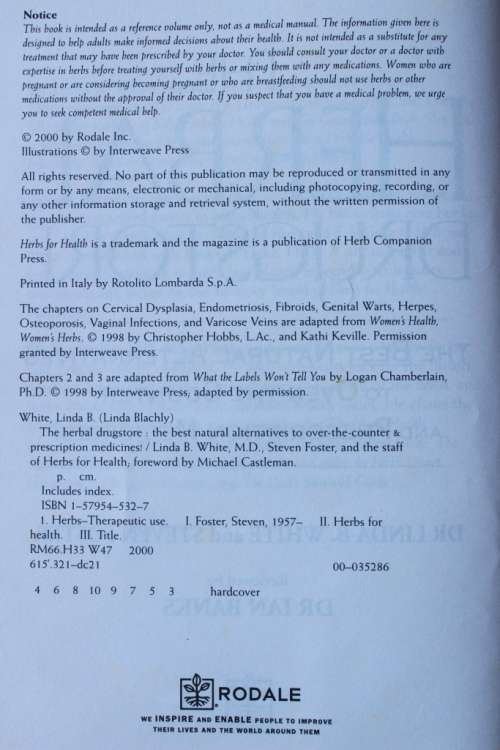 Notice
This book is intended as a reference volume only, not as a medical manual. The information given here is
designed to help adults make informed decisions about their health. It is not intended as a substitute for any
treatment that may have been prescribed by your doctor. You should consult your doctor or a doctor with
expertise in herbs before treating yourself with herbs or mixing them with any medications. Women who are
pregnant or are considering becoming pregnant or who are breastfeeding should not use herbs or other
medications without the approval of their doctor. If you suspect that you have a medical problem, we urge
you to seek competent medical help.
© 2000 by Rodale Inc.
Illustrations © by Interweave Press
All rights reserved. No part of this publication may be reproduced or transmitted in any
form or by any means, electronic or mechanical, including photocopying, recording, or
any other information storage and retrieval system, without the written permission of
the publisher.
Herbs for Health is a trademark and the magazine is a publication of Herb Companion
Press.
Printed in Italy by Rotolito Lombarda S.p.A.
The chapters on Cervical Dysplasia, Endometriosis, Fibroids, Genital Warts, Herpes,
Osteoporosis, Vaginal Infections, and Varicose Veins are adapted from Women's Health,
Women's Herbs. © 1998 by Christopher Hobbs, L.Ac., and Kathi Keville. Permission
granted by Interweave Press.
Chapters 2 and 3 are adapted from What the Labels Won't Tell You by Logan Chamberlain,
Ph.D. © 1998 by Interweave Press, adapted by permission.
White, Linda B. (Linda Blachly)
The herbal drugstore : the best natural alternatives to over-the-counter &
prescription medicines! / Linda B. White, M.D., Steven Foster, and the staff
of Herbs for Health; foreword by Michael Castleman.
p. cm.
Includes index.
ISBN 1–57954–532–7
1. Herbs–Therapeutic use. I. Foster, Steven, 1957– II. Herbs for
health. III. Title.
RM66.H33 W47 2000
615'.321–dc21
00–035286
4 6 8 10 9 7 5 3 hardcover
RODALE
WE INSPIRE AND ENABLE PEOPLE TO IMPROVE
THEIR LIVES AND THE WORLD AROUND THEM